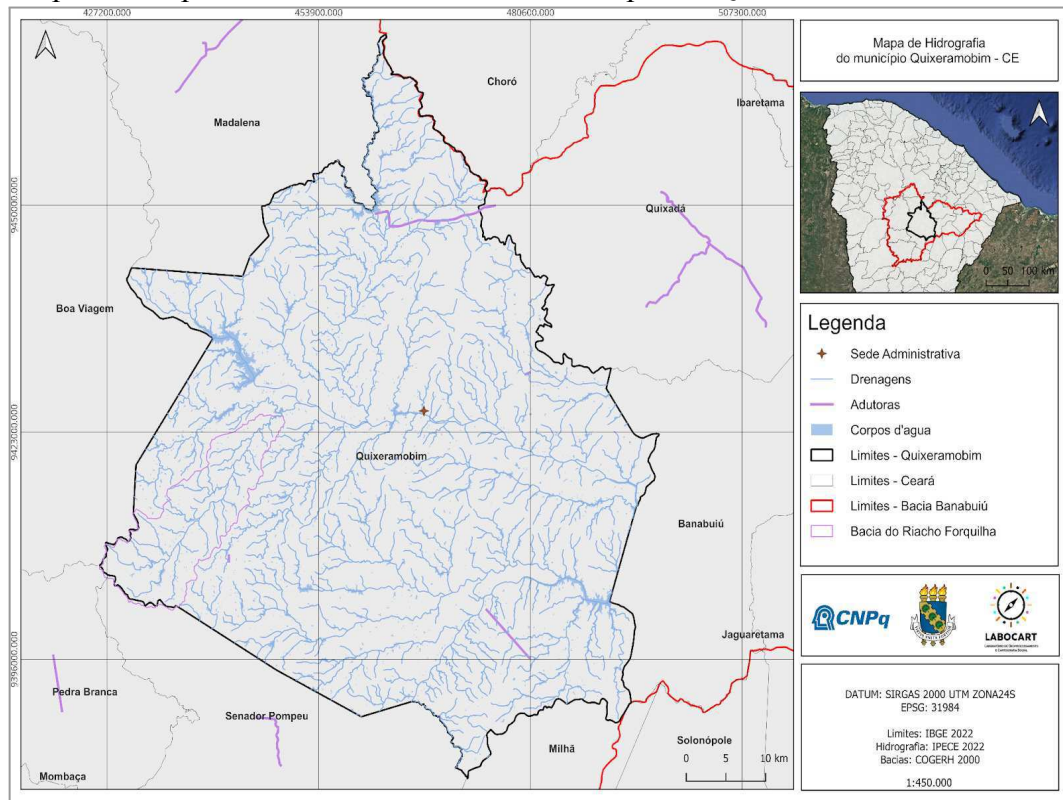 427200.000
453900.000
480600.000
507300.000
Choró
Ibaretama
Madalena
9450000.000
Quixadá
Boa Viagem
9423000.000
Quixeramobim
Banabuiú
Jaguaretama
9396000.000
Pedra Branca
Senador Pompeu
Milhã
Solonópole
Mombaça
0 5 10 km
Mapa de Hidrografia
do município Quixeramobim - CE
0 50 100 km
Legenda
Sede Administrativa
Drenagens
Adutoras
Corpos d'agua
Limites - Quixeramobim
Limites - Ceará
Limites - Bacia Banabuiú
Bacia do Riacho Forquilha
CNPq
LABOCART
DATUM: SIRGAS 2000 UTM ZONA24S
EPSG: 31984
Limites: IBGE 2022
Hidrografia: IPECE 2022
Bacias: COGERH 2000
1:450.000